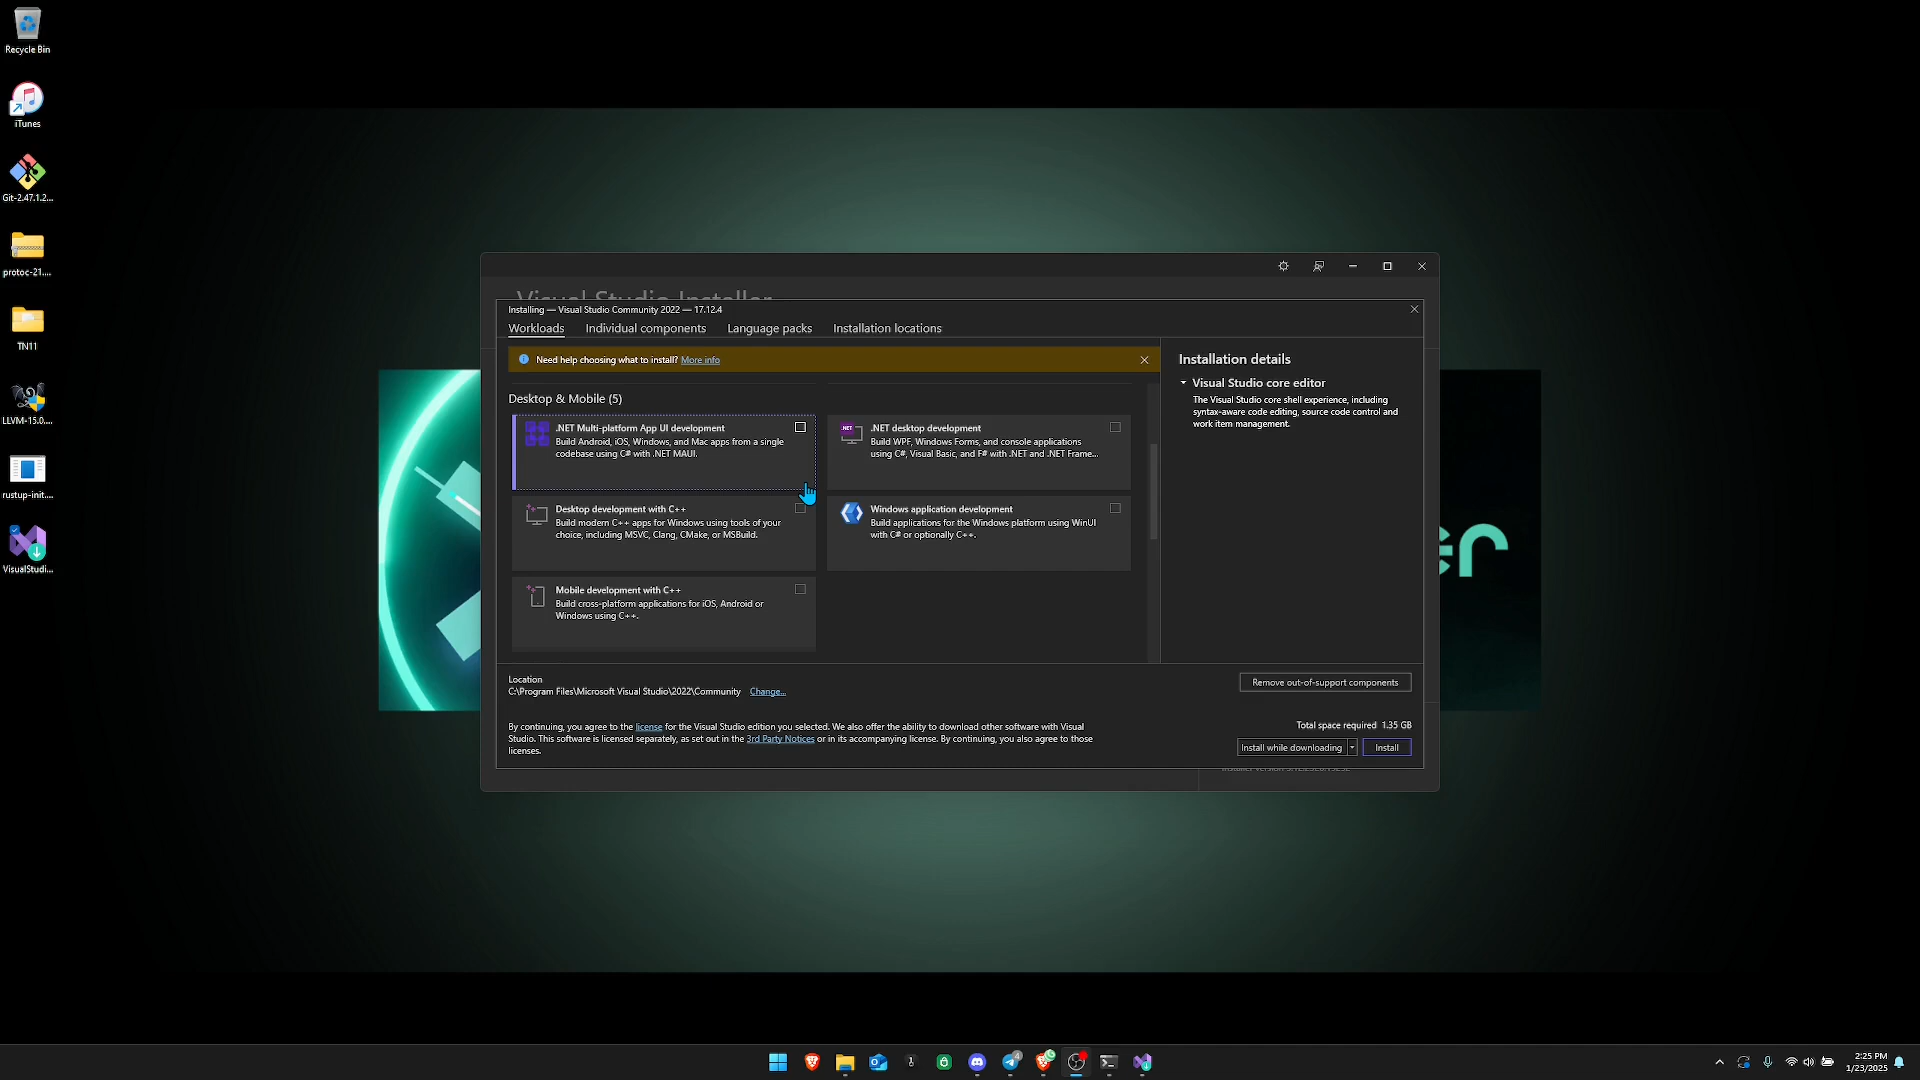 Recycle Bin
iTunes
Git-2.47.1.2...
protoc-21....
TN11
LLVM-15.0....
rustup-init....
VisualStudi...
Visual Studio Installer
Installing — Visual Studio Community 2022 — 17.12.4
Workloads
Individual components
Language packs
Installation locations
Need help choosing what to install? More info
Desktop & Mobile (5)
.NET Multi-platform App UI development
Build Android, iOS, Windows, and Mac apps from a single
codebase using C# with .NET MAUI.
.NET
.NET desktop development
Build WPF, Windows Forms, and console applications
using C#, Visual Basic, and F# with .NET and .NET Frame...
Desktop development with C++
Build modern C++ apps for Windows using tools of your
choice, including MSVC, Clang, CMake, or MSBuild.
Windows application development
Build applications for the Windows platform using WinUI
with C# or optionally C++.
Mobile development with C++
Build cross-platform applications for iOS, Android or
Windows using C++.
Installation details
Visual Studio core editor
The Visual Studio core shell experience, including
syntax-aware code editing, source code control and
work item management.
Location
C:\Program Files\Microsoft Visual Studio\2022\Community Change...
Remove out-of-support components
By continuing, you agree to the license for the Visual Studio edition you selected. We also offer the ability to download other software with Visual
Studio. This software is licensed separately, as set out in the 3rd Party Notices or in its accompanying license. By continuing, you also agree to those
licenses.
Total space required 1.35 GB
Install while downloading
Install
4
2:25 PM
1/23/2025